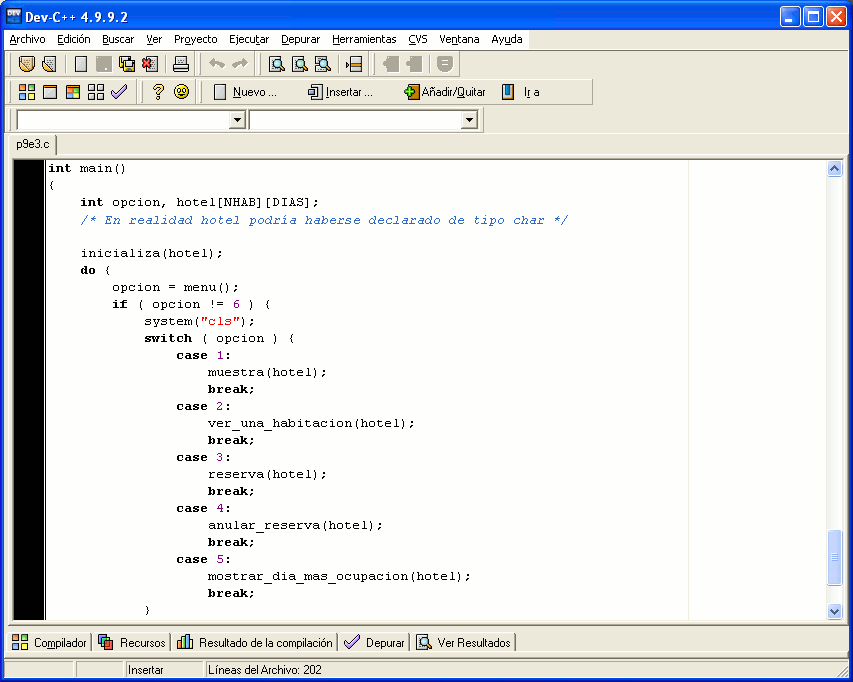 Dev-C++ 4.9.9.2
Archivo Edición Buscar Ver Proyecto Ejecutar Depurar Herramientas CVS Ventana Ayuda
Nuevo ... Insertar ... Añadir/Quitar Ir a
p9e3.c
int main()
{
    int opcion, hotel[NHAB][DIAS];
    /* En realidad hotel podría haberse declarado de tipo char */
    inicializa(hotel);
    do {
        opcion = menu();
        if ( opcion != 6 ) {
            system("cls");
            switch ( opcion ) {
                case 1:
                    muestra(hotel);
                    break;
                case 2:
                    ver_una_habitacion(hotel);
                    break;
                case 3:
                    reserva(hotel);
                    break;
                case 4:
                    anular_reserva(hotel);
                    break;
                case 5:
                    mostrar_dia_mas_ocupacion(hotel);
                    break;
            }
Compilador Recursos Resultado de la compilación Depurar Ver Resultados
Insertar Líneas del Archivo: 202